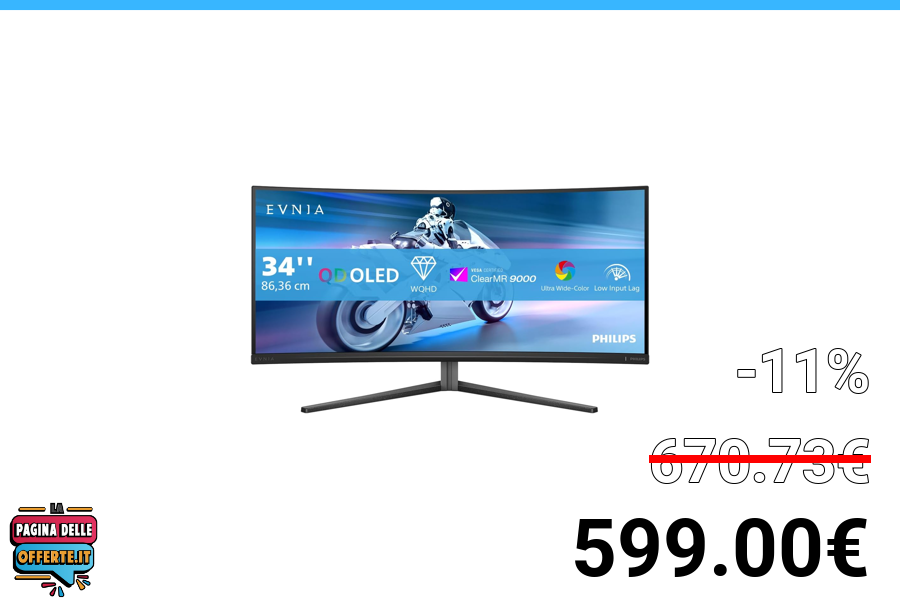 EVNIA
34''
86,36 cm
QD OLED
WQHD
ClearMR 9000
Ultra Wide-Color
Low Input Lag
PHILIPS
-11%
670.73€
599.00€
LA
PAGINA DELLE
OFFERTE.IT